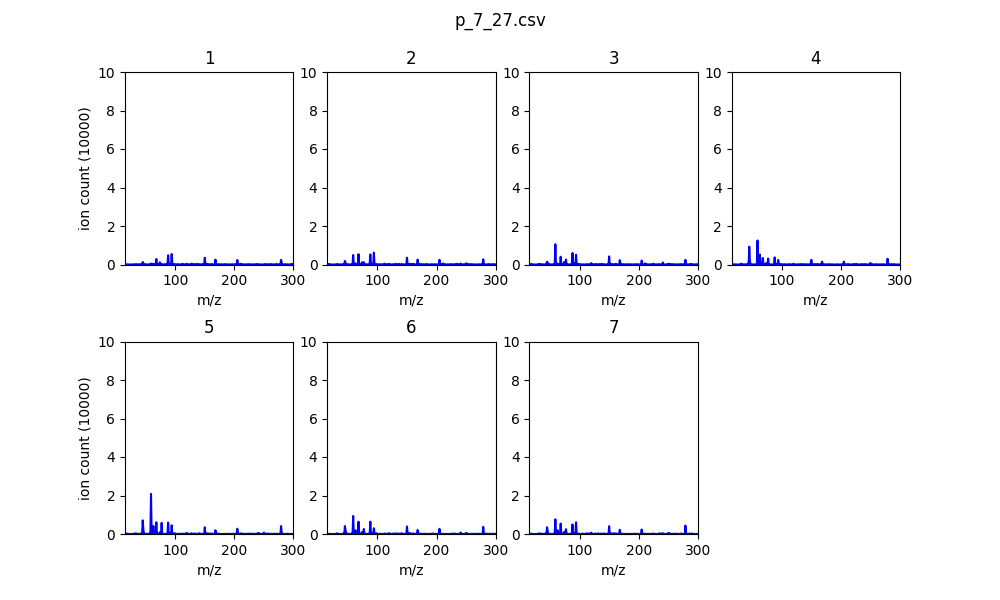 p_7_27.csv
1 2 3 4
10 10 10 10
8 8 8 8
6 6 6 6
4 4 4 4
2 2 2 2
0 0 0 0
ion count (10000)
100 200 300 100 200 300 100 200 300 100 200 300
m/z m/z m/z m/z
5 6 7
10 10 10
8 8 8
6 6 6
4 4 4
2 2 2
0 0 0
ion count (10000)
100 200 300 100 200 300 100 200 300
m/z m/z m/z